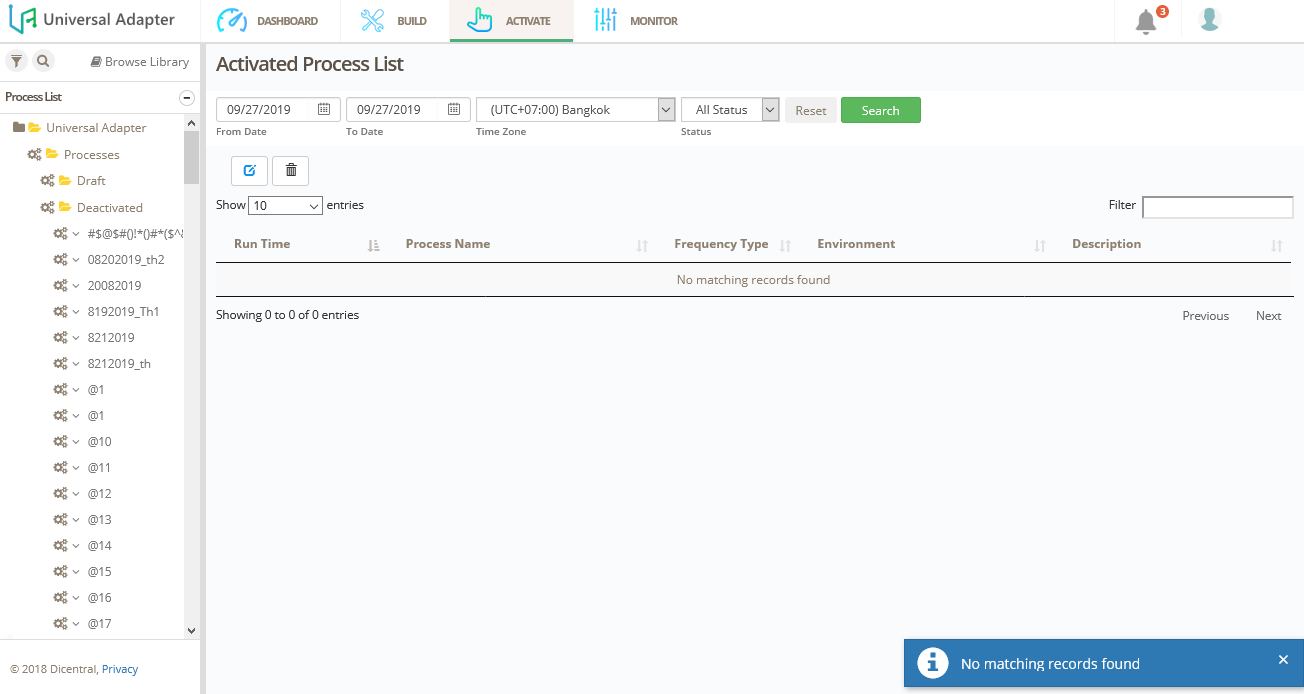 Universal Adapter
DASHBOARD
BUILD
ACTIVATE
MONITOR
3
Browse Library
Process List
Universal Adapter
Processes
Draft
Deactivated
#$@$#()!*()#*($^&
08202019_th2
20082019
8192019_Th1
8212019
8212019_th
@1
@1
@10
@11
@12
@13
@14
@15
@16
@17
© 2018 Dicentral, Privacy
Activated Process List
09/27/2019 09/27/2019 (UTC+07:00) Bangkok All Status Reset Search
From Date To Date Time Zone Status
Show 10 entries Filter
Run Time Process Name Frequency Type Environment Description
No matching records found
Showing 0 to 0 of 0 entries Previous Next
No matching records found